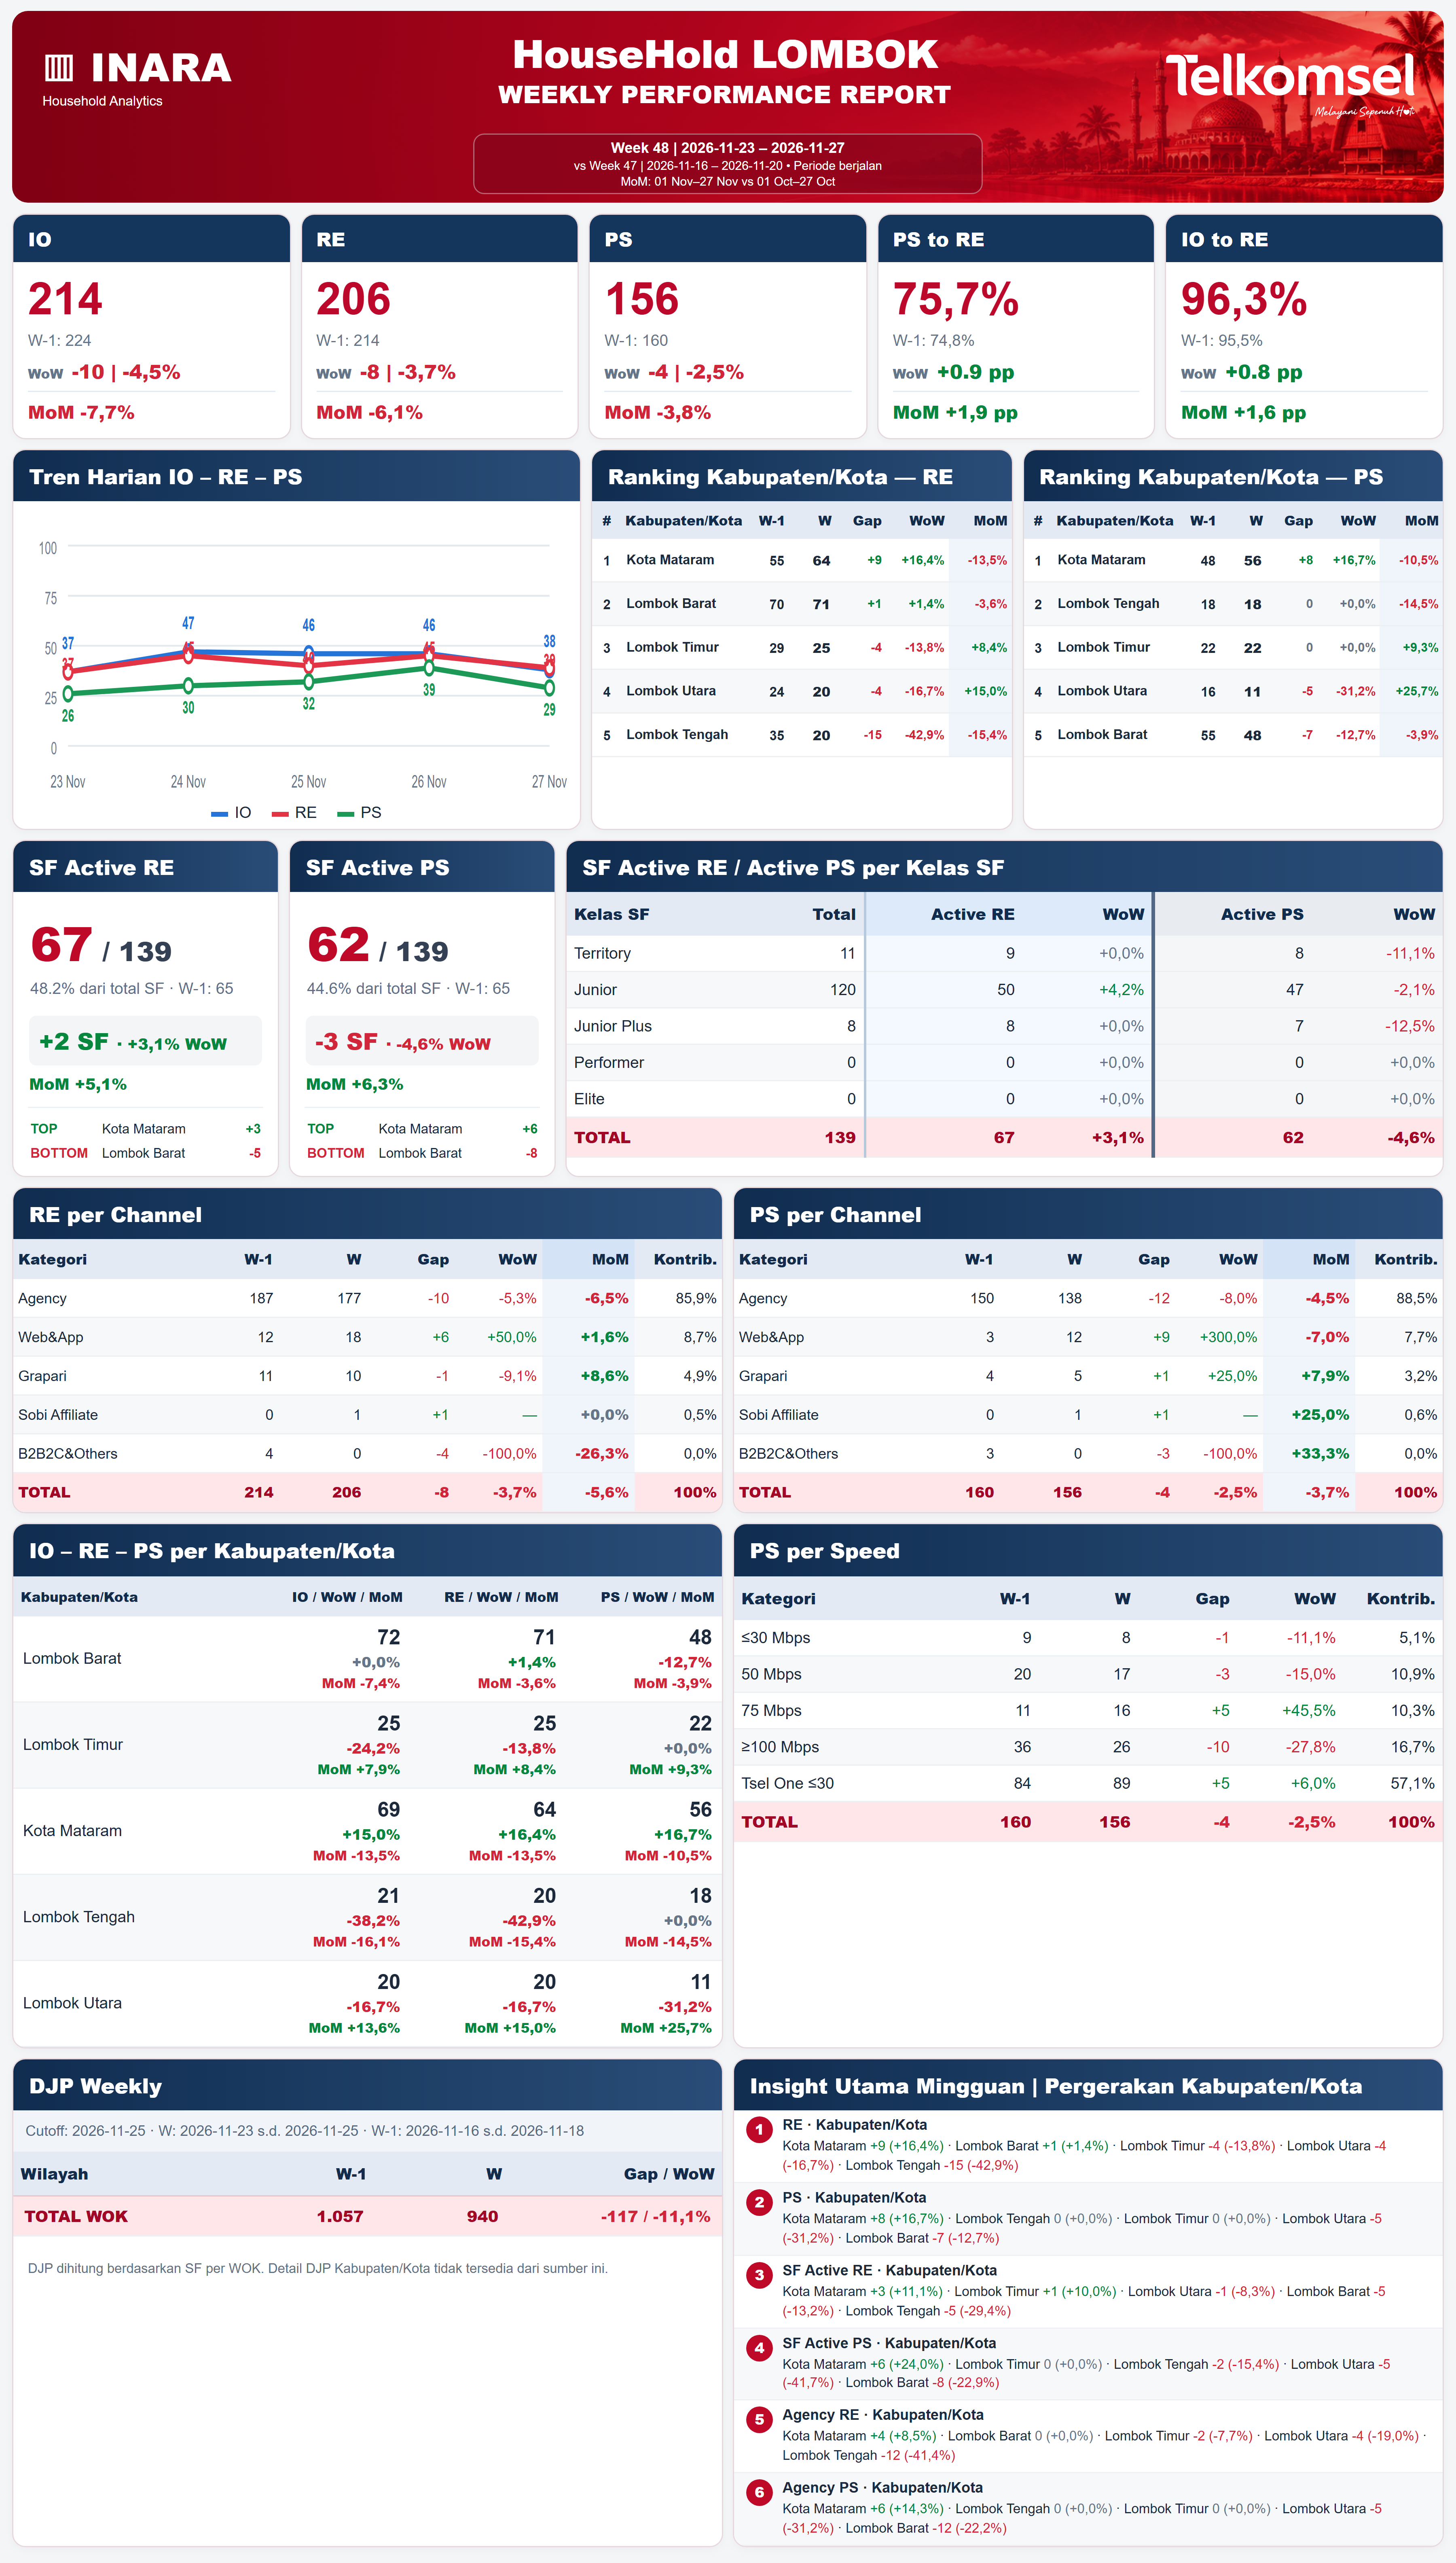 INARA
Household Analytics
HouseHold LOMBOK
WEEKLY PERFORMANCE REPORT
Week 48 | 2026-11-23 – 2026-11-27
vs Week 47 | 2026-11-16 – 2026-11-20 • Periode berjalan
MoM: 01 Nov–27 Nov vs 01 Oct–27 Oct
Telkomsel
Melayani Sepenuh Hati
IO
214
W-1: 224
WoW -10 | -4,5%
MoM -7,7%
RE
206
W-1: 214
WoW -8 | -3,7%
MoM -6,1%
PS
156
W-1: 160
WoW -4 | -2,5%
MoM -3,8%
PS to RE
75,7%
W-1: 74,8%
WoW +0.9 pp
MoM +1,9 pp
IO to RE
96,3%
W-1: 95,5%
WoW +0.8 pp
MoM +1,6 pp
Tren Harian IO – RE – PS
100
75
50
25
0
37 47 46 46 38
37 45 40 45 39
26 30 32 39 29
23 Nov 24 Nov 25 Nov 26 Nov 27 Nov
IO RE PS
Ranking Kabupaten/Kota — RE
# Kabupaten/Kota W-1 W Gap WoW MoM
1 Kota Mataram 55 64 +9 +16,4% -13,5%
2 Lombok Barat 70 71 +1 +1,4% -3,6%
3 Lombok Timur 29 25 -4 -13,8% +8,4%
4 Lombok Utara 24 20 -4 -16,7% +15,0%
5 Lombok Tengah 35 20 -15 -42,9% -15,4%
Ranking Kabupaten/Kota — PS
# Kabupaten/Kota W-1 W Gap WoW MoM
1 Kota Mataram 48 56 +8 +16,7% -10,5%
2 Lombok Tengah 18 18 0 +0,0% -14,5%
3 Lombok Timur 22 22 0 +0,0% +9,3%
4 Lombok Utara 16 11 -5 -31,2% +25,7%
5 Lombok Barat 55 48 -7 -12,7% -3,9%
SF Active RE
67 / 139
48.2% dari total SF · W-1: 65
+2 SF · +3,1% WoW
MoM +5,1%
TOP Kota Mataram +3
BOTTOM Lombok Barat -5
SF Active PS
62 / 139
44.6% dari total SF · W-1: 65
-3 SF · -4,6% WoW
MoM +6,3%
TOP Kota Mataram +6
BOTTOM Lombok Barat -8
SF Active RE / Active PS per Kelas SF
Kelas SF Total Active RE WoW Active PS WoW
Territory 11 9 +0,0% 8 -11,1%
Junior 120 50 +4,2% 47 -2,1%
Junior Plus 8 8 +0,0% 7 -12,5%
Performer 0 0 +0,0% 0 +0,0%
Elite 0 0 +0,0% 0 +0,0%
TOTAL 139 67 +3,1% 62 -4,6%
RE per Channel
Kategori W-1 W Gap WoW MoM Kontrib.
Agency 187 177 -10 -5,3% -6,5% 85,9%
Web&App 12 18 +6 +50,0% +1,6% 8,7%
Grapari 11 10 -1 -9,1% +8,6% 4,9%
Sobi Affiliate 0 1 +1 — +0,0% 0,5%
B2B2C&Others 4 0 -4 -100,0% -26,3% 0,0%
TOTAL 214 206 -8 -3,7% -5,6% 100%
PS per Channel
Kategori W-1 W Gap WoW MoM Kontrib.
Agency 150 138 -12 -8,0% -4,5% 88,5%
Web&App 3 12 +9 +300,0% -7,0% 7,7%
Grapari 4 5 +1 +25,0% +7,9% 3,2%
Sobi Affiliate 0 1 +1 — +25,0% 0,6%
B2B2C&Others 3 0 -3 -100,0% +33,3% 0,0%
TOTAL 160 156 -4 -2,5% -3,7% 100%
IO – RE – PS per Kabupaten/Kota
Kabupaten/Kota IO / WoW / MoM RE / WoW / MoM PS / WoW / MoM
72 71 48
Lombok Barat +0,0% +1,4% -12,7%
MoM -7,4% MoM -3,6% MoM -3,9%
25 25 22
Lombok Timur -24,2% -13,8% +0,0%
MoM +7,9% MoM +8,4% MoM +9,3%
69 64 56
Kota Mataram +15,0% +16,4% +16,7%
MoM -13,5% MoM -13,5% MoM -10,5%
21 20 18
Lombok Tengah -38,2% -42,9% +0,0%
MoM -16,1% MoM -15,4% MoM -14,5%
20 20 11
Lombok Utara -16,7% -16,7% -31,2%
MoM +13,6% MoM +15,0% MoM +25,7%
PS per Speed
Kategori W-1 W Gap WoW Kontrib.
≤30 Mbps 9 8 -1 -11,1% 5,1%
50 Mbps 20 17 -3 -15,0% 10,9%
75 Mbps 11 16 +5 +45,5% 10,3%
≥100 Mbps 36 26 -10 -27,8% 16,7%
Tsel One ≤30 84 89 +5 +6,0% 57,1%
TOTAL 160 156 -4 -2,5% 100%
DJP Weekly
Cutoff: 2026-11-25 · W: 2026-11-23 s.d. 2026-11-25 · W-1: 2026-11-16 s.d. 2026-11-18
Wilayah W-1 W Gap / WoW
TOTAL WOK 1.057 940 -117 / -11,1%
DJP dihitung berdasarkan SF per WOK. Detail DJP Kabupaten/Kota tidak tersedia dari sumber ini.
Insight Utama Mingguan | Pergerakan Kabupaten/Kota
1 RE · Kabupaten/Kota
Kota Mataram +9 (+16,4%) · Lombok Barat +1 (+1,4%) · Lombok Timur -4 (-13,8%) · Lombok Utara -4
(-16,7%) · Lombok Tengah -15 (-42,9%)
2 PS · Kabupaten/Kota
Kota Mataram +8 (+16,7%) · Lombok Tengah 0 (+0,0%) · Lombok Timur 0 (+0,0%) · Lombok Utara -5
(-31,2%) · Lombok Barat -7 (-12,7%)
3 SF Active RE · Kabupaten/Kota
Kota Mataram +3 (+11,1%) · Lombok Timur +1 (+10,0%) · Lombok Utara -1 (-8,3%) · Lombok Barat -5
(-13,2%) · Lombok Tengah -5 (-29,4%)
4 SF Active PS · Kabupaten/Kota
Kota Mataram +6 (+24,0%) · Lombok Timur 0 (+0,0%) · Lombok Tengah -2 (-15,4%) · Lombok Utara -5
(-41,7%) · Lombok Barat -8 (-22,9%)
5 Agency RE · Kabupaten/Kota
Kota Mataram +4 (+8,5%) · Lombok Barat 0 (+0,0%) · Lombok Timur -2 (-7,7%) · Lombok Utara -4 (-19,0%) ·
Lombok Tengah -12 (-41,4%)
6 Agency PS · Kabupaten/Kota
Kota Mataram +6 (+14,3%) · Lombok Tengah 0 (+0,0%) · Lombok Timur 0 (+0,0%) · Lombok Utara -5
(-31,2%) · Lombok Barat -12 (-22,2%)